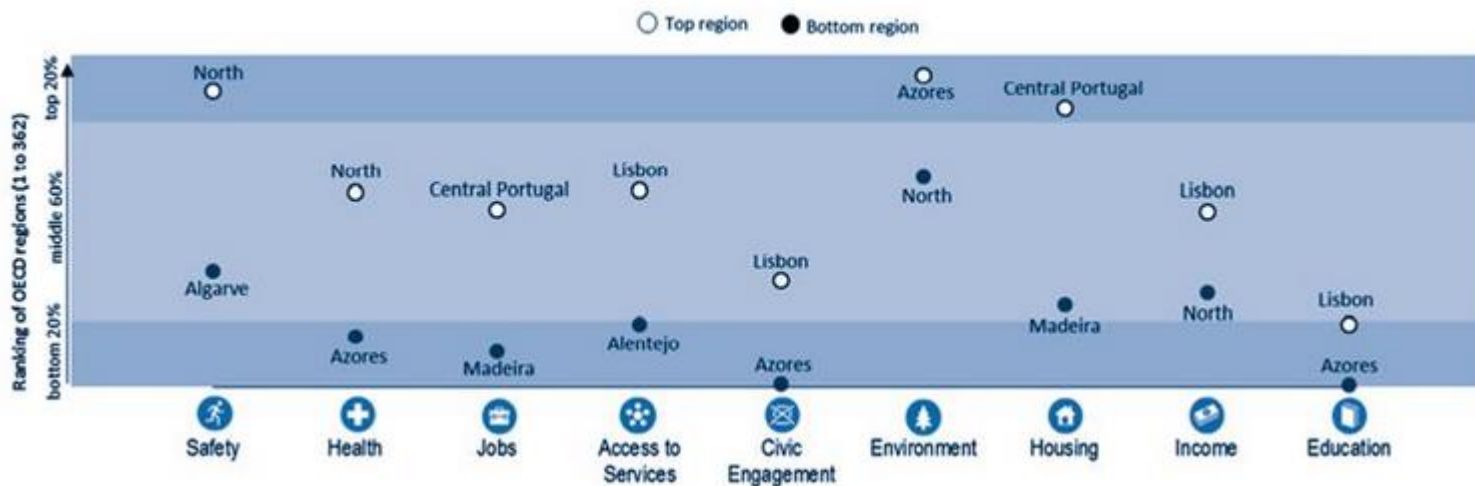 Top region
Bottom region
Ranking of OECD regions (1 to 362)
top 20%
middle 60%
bottom 20%
North
Algarve
North
Azores
Central Portugal
Madeira
Lisbon
Alentejo
Lisbon
Azores
Azores
North
Central Portugal
Madeira
Lisbon
North
Lisbon
Azores
Safety
Health
Jobs
Access to
Services
Civic
Engagement
Environment
Housing
Income
Education